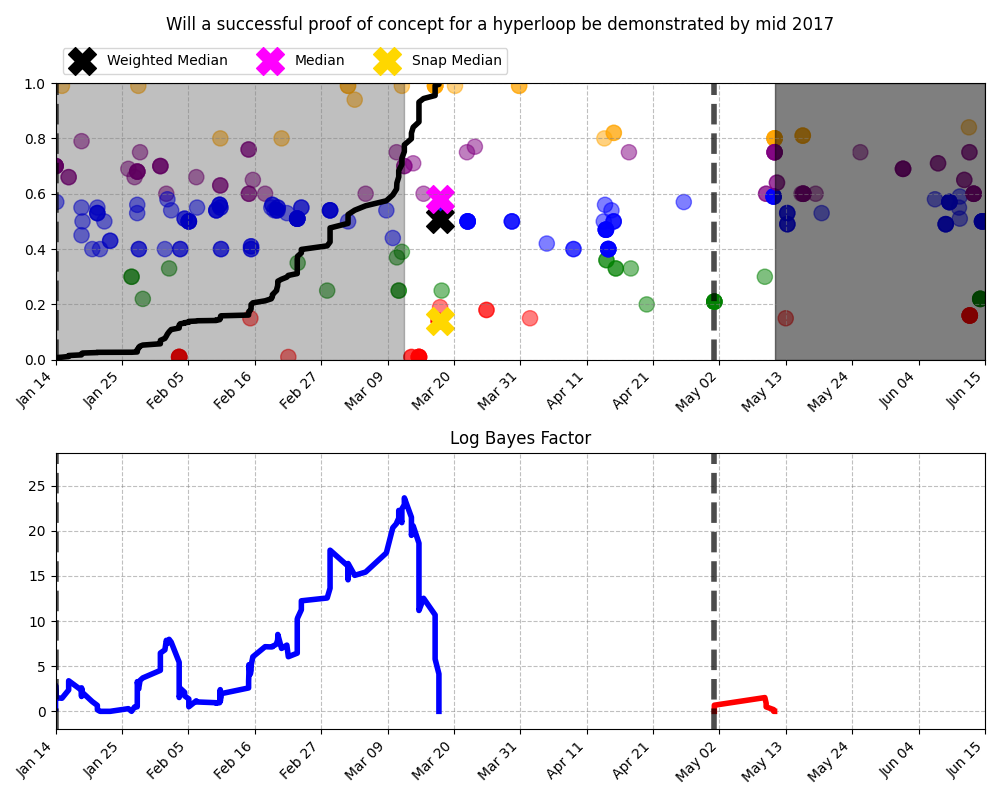 Will a successful proof of concept for a hyperloop be demonstrated by mid 2017
Weighted Median Median Snap Median
1.0
0.8
0.6
0.4
0.2
0.0
Jan 14 Jan 25 Feb 05 Feb 16 Feb 27 Mar 09 Mar 20 Mar 31 Apr 11 Apr 21 May 02 May 13 May 24 Jun 04 Jun 15
Log Bayes Factor
25
20
15
10
5
0
Jan 14 Jan 25 Feb 05 Feb 16 Feb 27 Mar 09 Mar 20 Mar 31 Apr 11 Apr 21 May 02 May 13 May 24 Jun 04 Jun 15